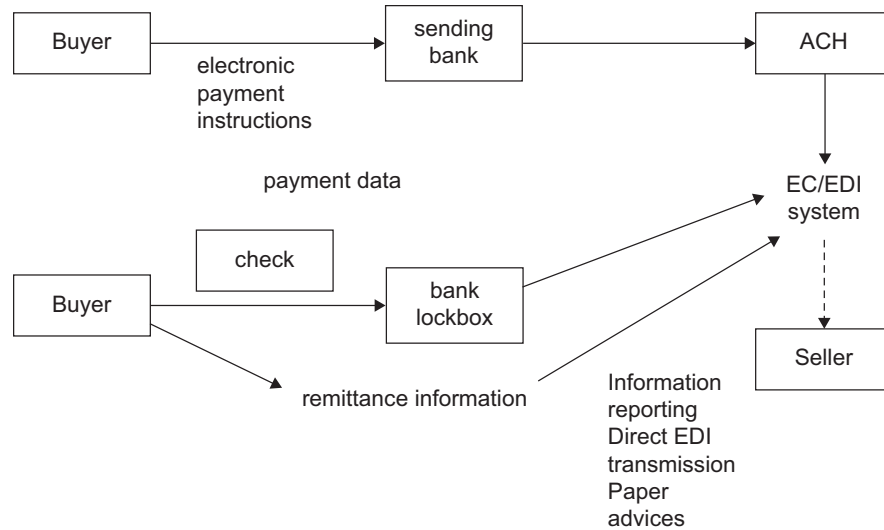 Buyer
sending
bank
ACH
electronic
payment
instructions
payment data
EC/EDI
system
check
Buyer
bank
lockbox
Seller
remittance information
Information
reporting
Direct EDI
transmission
Paper
advices